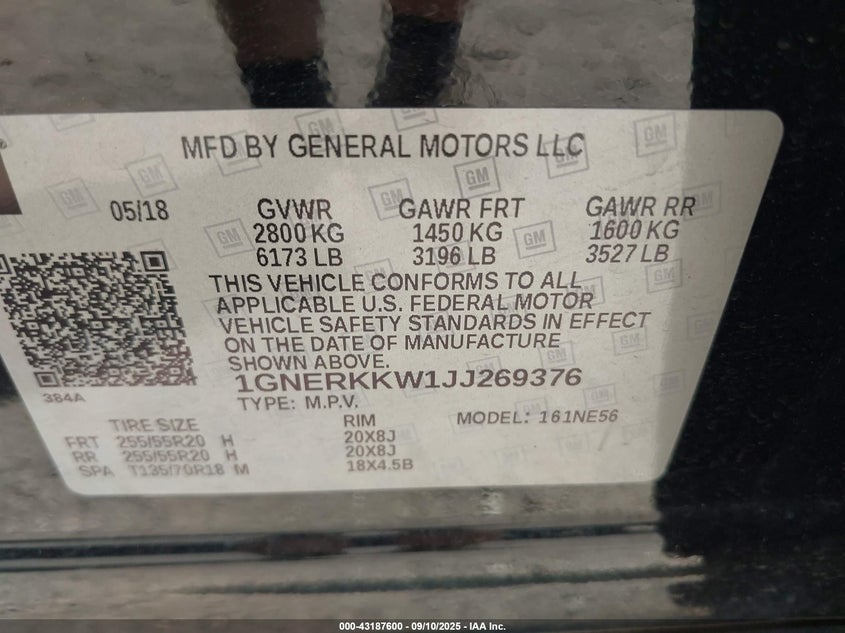 MFD BY GENERAL MOTORS LLC
05/18 GVWR GAWR FRT GAWR RR
2800 KG 1450 KG 1600 KG
6173 LB 3196 LB 3527 LB
THIS VEHICLE CONFORMS TO ALL
APPLICABLE U.S. FEDERAL MOTOR
VEHICLE SAFETY STANDARDS IN EFFECT
ON THE DATE OF MANUFACTURE
SHOWN ABOVE.
1GNERKKW1JJ269376
384A
TYPE: M.P.V. MODEL: 161NE56
TIRE SIZE RIM
FRT 255/55R20 H 20X8J
RR 255/55R20 H 20X8J
SPA T135/70R18 M 18X4.5B
GM
000-43187600 - 09/10/2025 - IAA Inc.